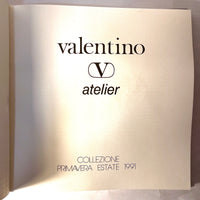 valentino
V
atelier
COLLEZIONE
PRIMAVERA ESTATE 1991